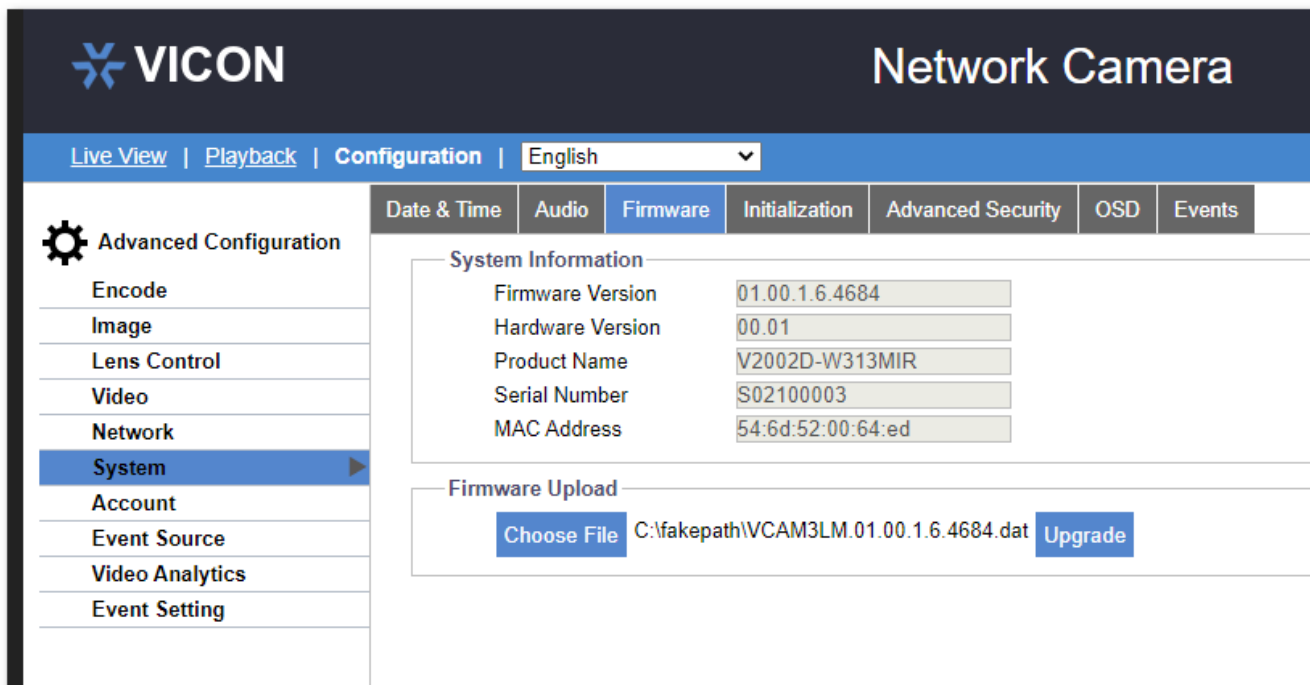 VICON
Network Camera
Live View | Playback | Configuration | English
Date & Time Audio Firmware Initialization Advanced Security OSD Events
Advanced Configuration
Encode
Image
Lens Control
Video
Network
System
Account
Event Source
Video Analytics
Event Setting
System Information
Firmware Version 01.00.1.6.4684
Hardware Version 00.01
Product Name V2002D-W313MIR
Serial Number S02100003
MAC Address 54:6d:52:00:64:ed
Firmware Upload
Choose File C:\fakepath\VCAM3LM.01.00.1.6.4684.dat Upgrade